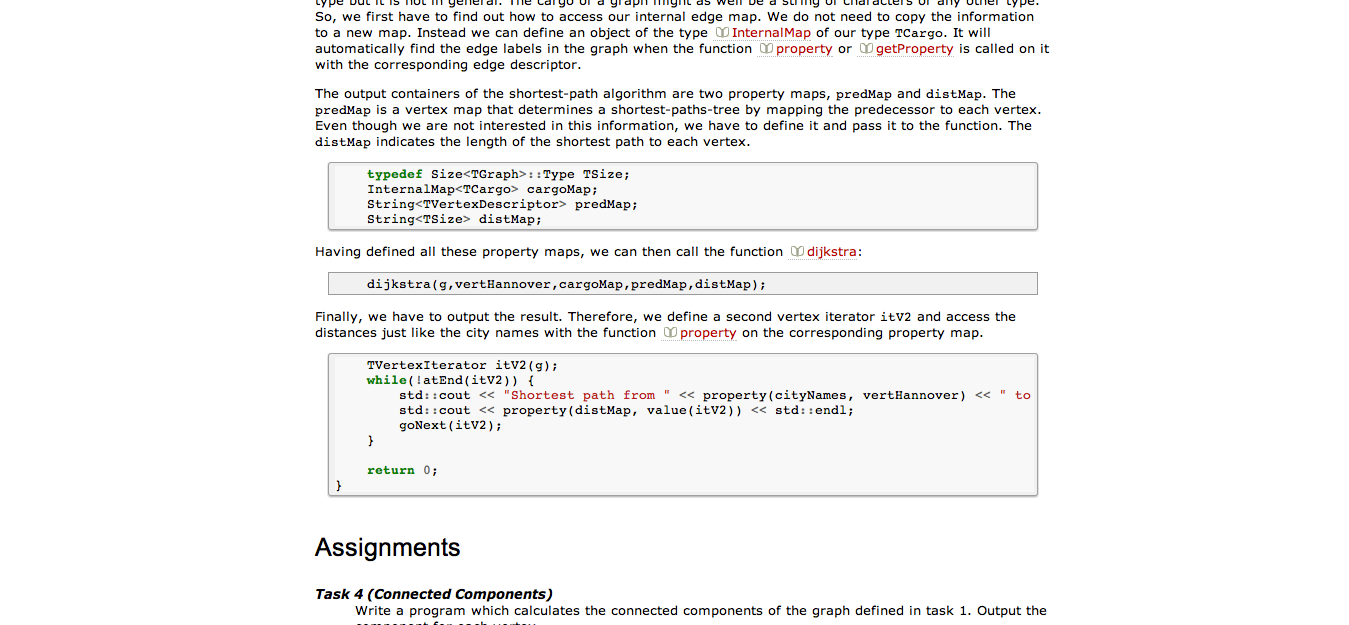 type but it is not in general. The cargo of a graph might as well be a string of characters or any other type.
So, we first have to find out how to access our internal edge map. We do not need to copy the information
to a new map. Instead we can define an object of the type InternalMap of our type TCargo. It will
automatically find the edge labels in the graph when the function property or getProperty is called on it
with the corresponding edge descriptor.
The output containers of the shortest-path algorithm are two property maps, predMap and distMap. The
predMap is a vertex map that determines a shortest-paths-tree by mapping the predecessor to each vertex.
Even though we are not interested in this information, we have to define it and pass it to the function. The
distMap indicates the length of the shortest path to each vertex.
typedef Size<TGraph>::Type TSize;
InternalMap<TCargo> cargoMap;
String<TVertexDescriptor> predMap;
String<TSize> distMap;
Having defined all these property maps, we can then call the function dijkstra:
dijkstra(g,vertHannover,cargoMap,predMap,distMap);
Finally, we have to output the result. Therefore, we define a second vertex iterator itV2 and access the
distances just like the city names with the function property on the corresponding property map.
TVertexIterator itV2(g);
while(!atEnd(itV2)) {
std::cout << "Shortest path from " << property(cityNames, vertHannover) << " to
std::cout << property(distMap, value(itV2)) << std::endl;
goNext(itV2);
}
return 0;
}
Assignments
Task 4 (Connected Components)
Write a program which calculates the connected components of the graph defined in task 1. Output the
component for each vertex.